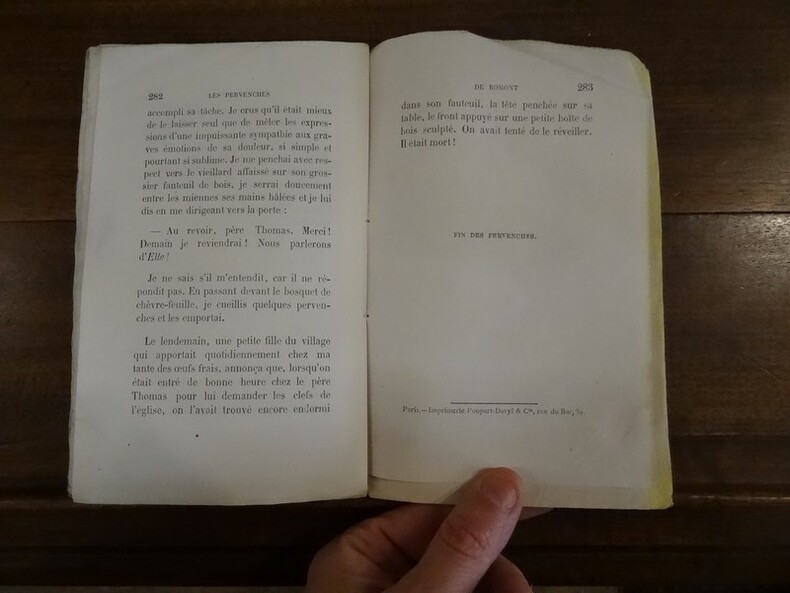 282 LES PERVENCHES
accompli sa tâche. Je crus qu'il était mieux
de le laisser seul que de mêler les expres-
sions d'une impuissante sympathie aux gra-
ves émotions de sa douleur, si simple et
pourtant si sublime. Je me penchai avec res-
pect vers le vieillard affaissé sur son gros-
sier fauteuil de bois, je serrai doucement
entre les miennes ses mains hâlées et je lui
dis en me dirigeant vers la porte :
— Au revoir, père Thomas. Merci !
Demain je reviendrai ! Nous parlerons
d'Elle !
Je ne sais s'il m'entendit, car il ne ré-
pondit pas. En passant devant le bosquet de
chèvre-feuille, je cueillis quelques perven-
ches et les emportai.
Le lendemain, une petite fille du village
qui apportait quotidiennement chez ma
tante des œufs frais, annonça que, lorsqu'on
était entré de bonne heure chez le père
Thomas pour lui demander les clefs de
l'église, on l'avait trouvé encore endormi
DE ROMONT 283
dans son fauteuil, la tête penchée sur sa
table, le front appuyé sur une petite boîte de
bois sculpté. On avait tenté de le réveiller.
Il était mort !
FIN DES PERVENCHES.
Paris. — Imprimerie Poupart-Davyl & Cie, rue du Bac, 30.